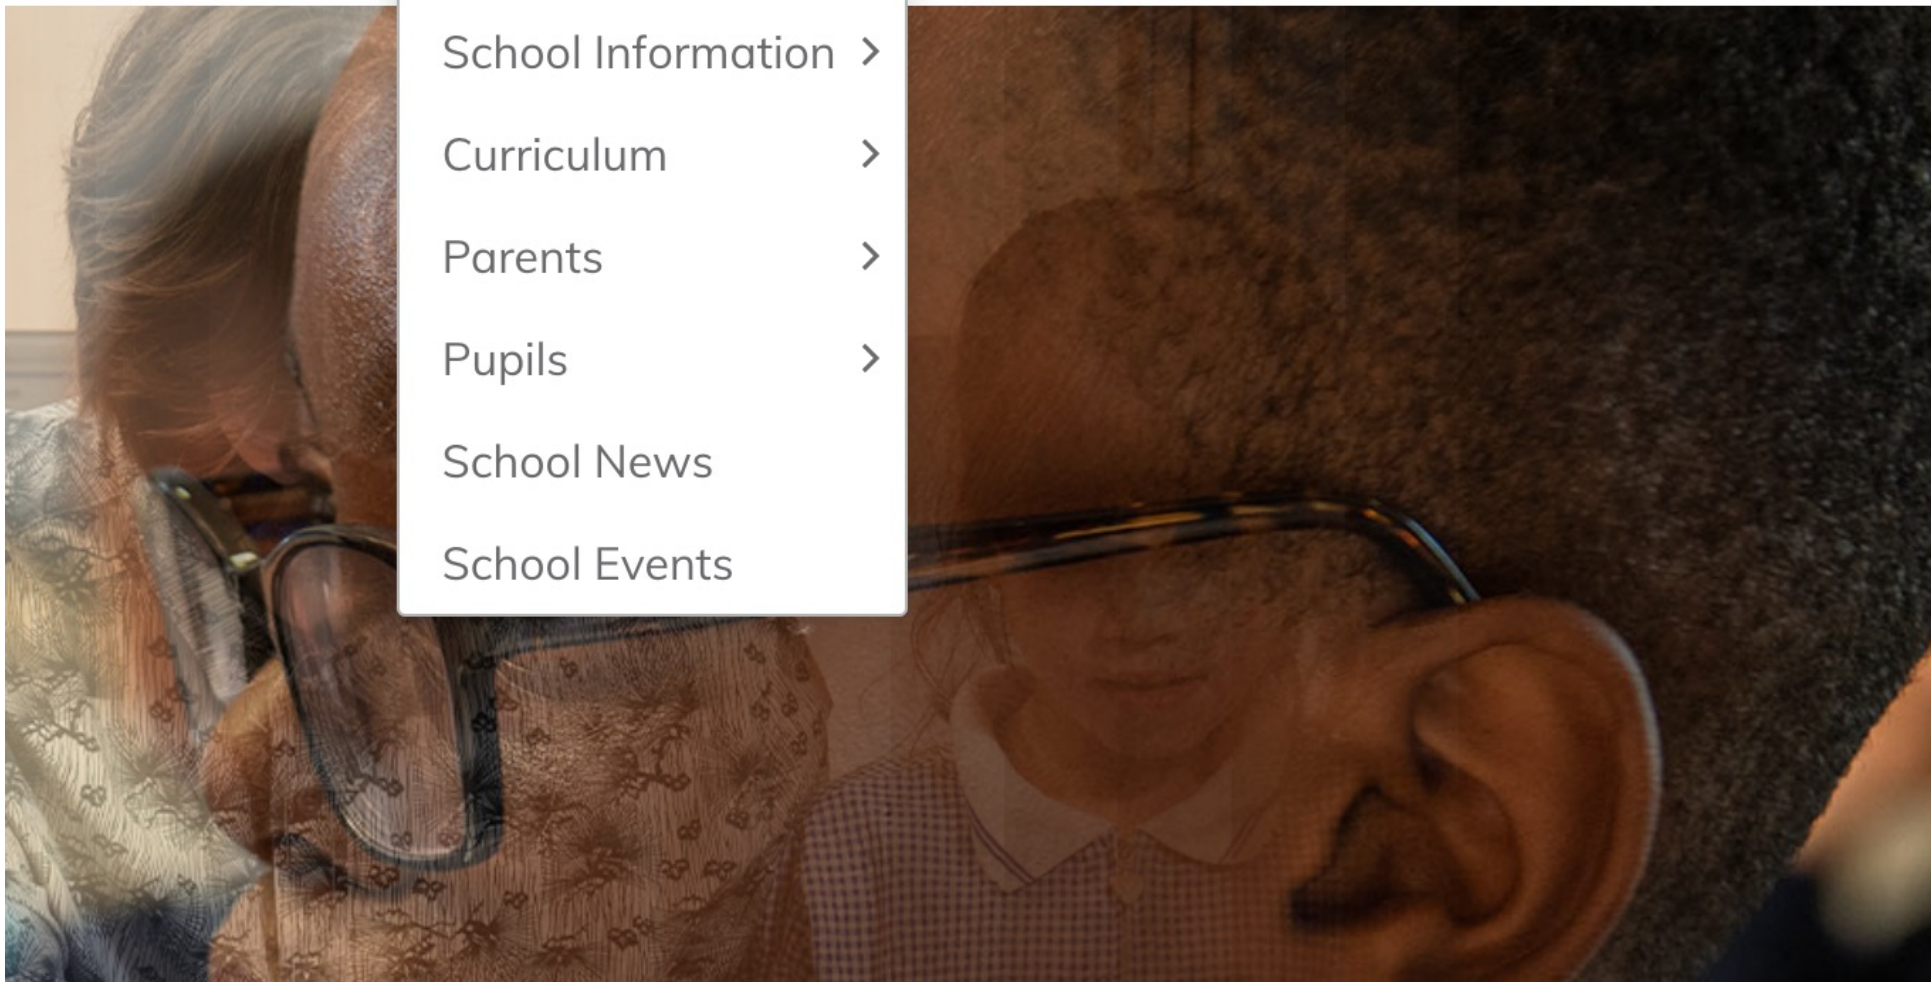 School Information
Curriculum
Parents
Pupils
School News
School Events